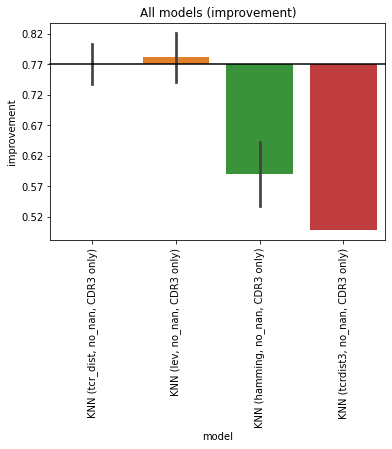 All models (improvement)
improvement
0.82
0.77
0.72
0.67
0.62
0.57
0.52
KNN (tcr_dist, no_nan, CDR3 only)
KNN (lev, no_nan, CDR3 only)
KNN (hamming, no_nan, CDR3 only)
KNN (tcrdist3, no_nan, CDR3 only)
model